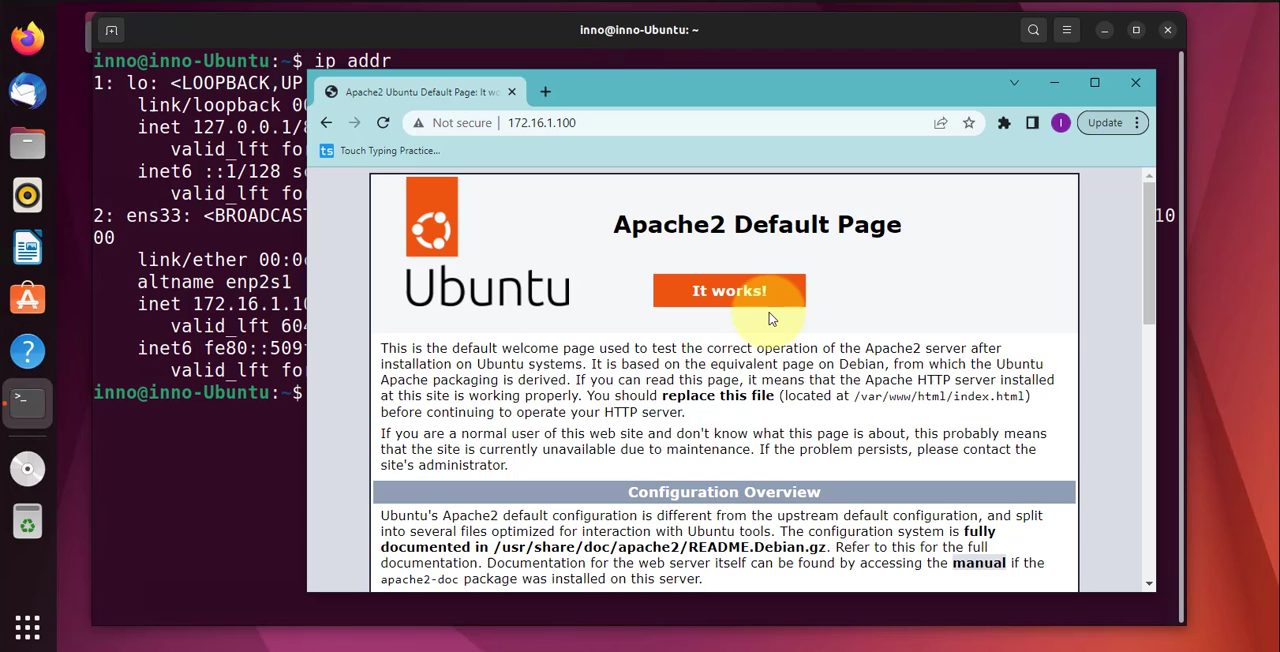 inno@inno-Ubuntu: ~
inno@inno-Ubuntu:~$ ip addr
1: lo: <LOOPBACK,UP
link/loopback 00
inet 127.0.0.1/8
valid_lft fo
inet6 ::1/128 s
valid_lft fo
2: ens33: <BROADCAST
10
00
link/ether 00:0
altname enp2s1
inet 172.16.1.10
valid_lft 604
inet6 fe80::509
valid_lft fo
inno@inno-Ubuntu:~$
Apache2 Ubuntu Default Page: It wo
Not secure | 172.16.1.100
I
Update
ts Touch Typing Practice...
Ubuntu
Apache2 Default Page
It works!
This is the default welcome page used to test the correct operation of the Apache2 server after
installation on Ubuntu systems. It is based on the equivalent page on Debian, from which the Ubuntu
Apache packaging is derived. If you can read this page, it means that the Apache HTTP server installed
at this site is working properly. You should replace this file (located at /var/www/html/index.html)
before continuing to operate your HTTP server.
If you are a normal user of this web site and don't know what this page is about, this probably means
that the site is currently unavailable due to maintenance. If the problem persists, please contact the
site's administrator.
Configuration Overview
Ubuntu's Apache2 default configuration is different from the upstream default configuration, and split
into several files optimized for interaction with Ubuntu tools. The configuration system is fully
documented in /usr/share/doc/apache2/README.Debian.gz. Refer to this for the full
documentation. Documentation for the web server itself can be found by accessing the manual if the
apache2-doc package was installed on this server.